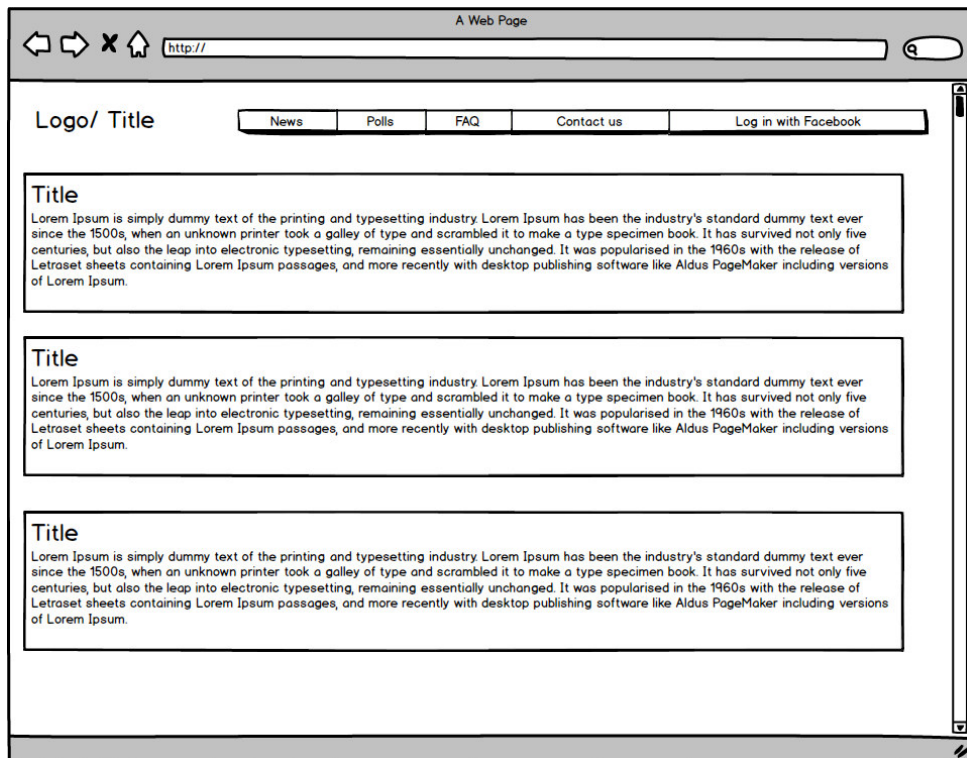 A Web Page
http://
Logo/ Title
News Polls FAQ Contact us Log in with Facebook
Title
Lorem Ipsum is simply dummy text of the printing and typesetting industry. Lorem Ipsum has been the industry's standard dummy text ever
since the 1500s, when an unknown printer took a galley of type and scrambled it to make a type specimen book. It has survived not only five
centuries, but also the leap into electronic typesetting, remaining essentially unchanged. It was popularised in the 1960s with the release of
Letraset sheets containing Lorem Ipsum passages, and more recently with desktop publishing software like Aldus PageMaker including versions
of Lorem Ipsum.
Title
Lorem Ipsum is simply dummy text of the printing and typesetting industry. Lorem Ipsum has been the industry's standard dummy text ever
since the 1500s, when an unknown printer took a galley of type and scrambled it to make a type specimen book. It has survived not only five
centuries, but also the leap into electronic typesetting, remaining essentially unchanged. It was popularised in the 1960s with the release of
Letraset sheets containing Lorem Ipsum passages, and more recently with desktop publishing software like Aldus PageMaker including versions
of Lorem Ipsum.
Title
Lorem Ipsum is simply dummy text of the printing and typesetting industry. Lorem Ipsum has been the industry's standard dummy text ever
since the 1500s, when an unknown printer took a galley of type and scrambled it to make a type specimen book. It has survived not only five
centuries, but also the leap into electronic typesetting, remaining essentially unchanged. It was popularised in the 1960s with the release of
Letraset sheets containing Lorem Ipsum passages, and more recently with desktop publishing software like Aldus PageMaker including versions
of Lorem Ipsum.